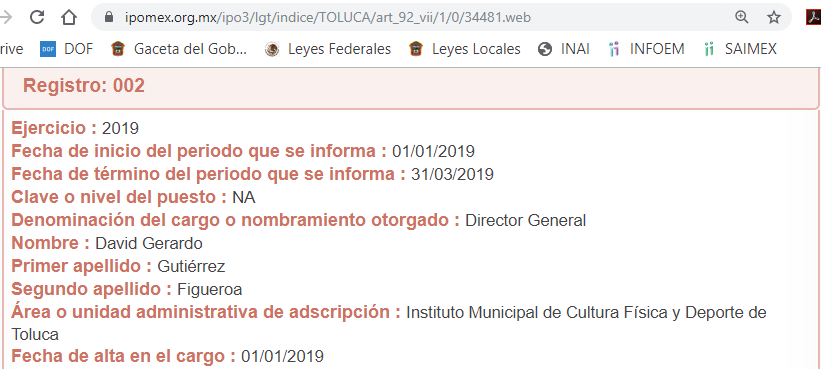 ipomex.org.mx/ipo3/lgt/indice/TOLUCA/art_92_vii/1/0/34481.web
rive DOF DOF Gaceta del Gob... Leyes Federales Leyes Locales INAI INFOEM SAIMEX
Registro: 002
Ejercicio : 2019
Fecha de inicio del periodo que se informa : 01/01/2019
Fecha de término del periodo que se informa : 31/03/2019
Clave o nivel del puesto : NA
Denominación del cargo o nombramiento otorgado : Director General
Nombre : David Gerardo
Primer apellido : Gutiérrez
Segundo apellido : Figueroa
Área o unidad administrativa de adscripción : Instituto Municipal de Cultura Física y Deporte de
Toluca
Fecha de alta en el cargo : 01/01/2019